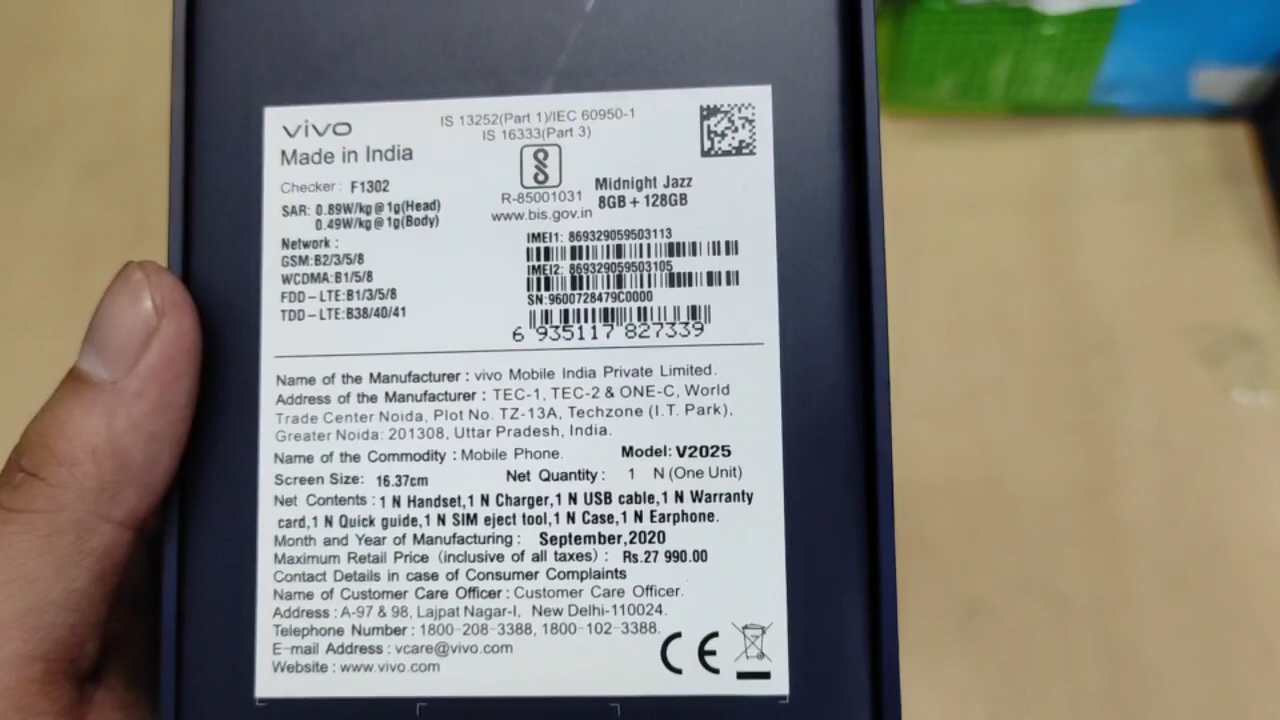 vivo
Made in India
IS 13252(Part 1)/IEC 60950-1
IS 16333(Part 3)
Checker: F1302
R-85001031
www.bis.gov.in
Midnight Jazz
8GB + 128GB
SAR: 0.89W/kg@1g(Head)
0.49W/kg@1g(Body)
Network :
GSM:B2/3/5/8
WCDMA:B1/5/8
FDD-LTE:B1/3/5/8
TDD-LTE:B38/40/41
IMEI1: 869329059503113
IMEI2: 869329059503105
SN:9600728479C0000
6 935117 827339
Name of the Manufacturer : vivo Mobile India Private Limited.
Address of the Manufacturer : TEC-1, TEC-2 & ONE-C, World
Trade Center Noida, Plot No. TZ-13A, Techzone (I.T. Park),
Greater Noida: 201308, Uttar Pradesh, India.
Name of the Commodity : Mobile Phone. Model: V2025
Screen Size: 16.37cm Net Quantity : 1 N (One Unit)
Net Contents : 1 N Handset,1 N Charger,1 N USB cable,1 N Warranty
card,1 N Quick guide,1 N SIM eject tool,1 N Case,1 N Earphone.
Month and Year of Manufacturing : September,2020
Maximum Retail Price (inclusive of all taxes) : Rs.27 990.00
Contact Details in case of Consumer Complaints
Name of Customer Care Officer : Customer Care Officer.
Address : A-97 & 98, Lajpat Nagar-I, New Delhi-110024.
Telephone Number : 1800-208-3388, 1800-102-3388.
E-mail Address : vcare@vivo.com
Website : www.vivo.com
CE